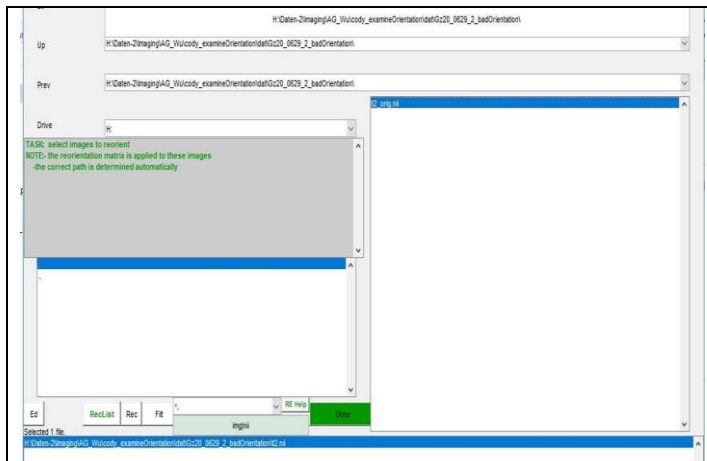 H:\Daten-2\Imaging\AG_Wu\cody_examineOrientation\dat\Gz20_0629_2_badOrientation\
Up
H:\Daten-2\Imaging\AG_Wu\cody_examineOrientation\dat\Gz20_0629_2_badOrientation\
Prev
H:\Daten-2\Imaging\AG_Wu\cody_examineOrientation\dat\Gz20_0629_2_badOrientation\
t2_orig.nii
Drive
H:
TASK: select images to reorient
NOTE:- the reorientation matrix is applied to these images
-the correct path is determined automatically
.
..
Ed
RecList
Rec
Filt
RE Help
Done
img|nii
Selected 1 file.
H:\Daten-2\Imaging\AG_Wu\cody_examineOrientation\dat\Gz20_0629_2_badOrientation\t2.nii